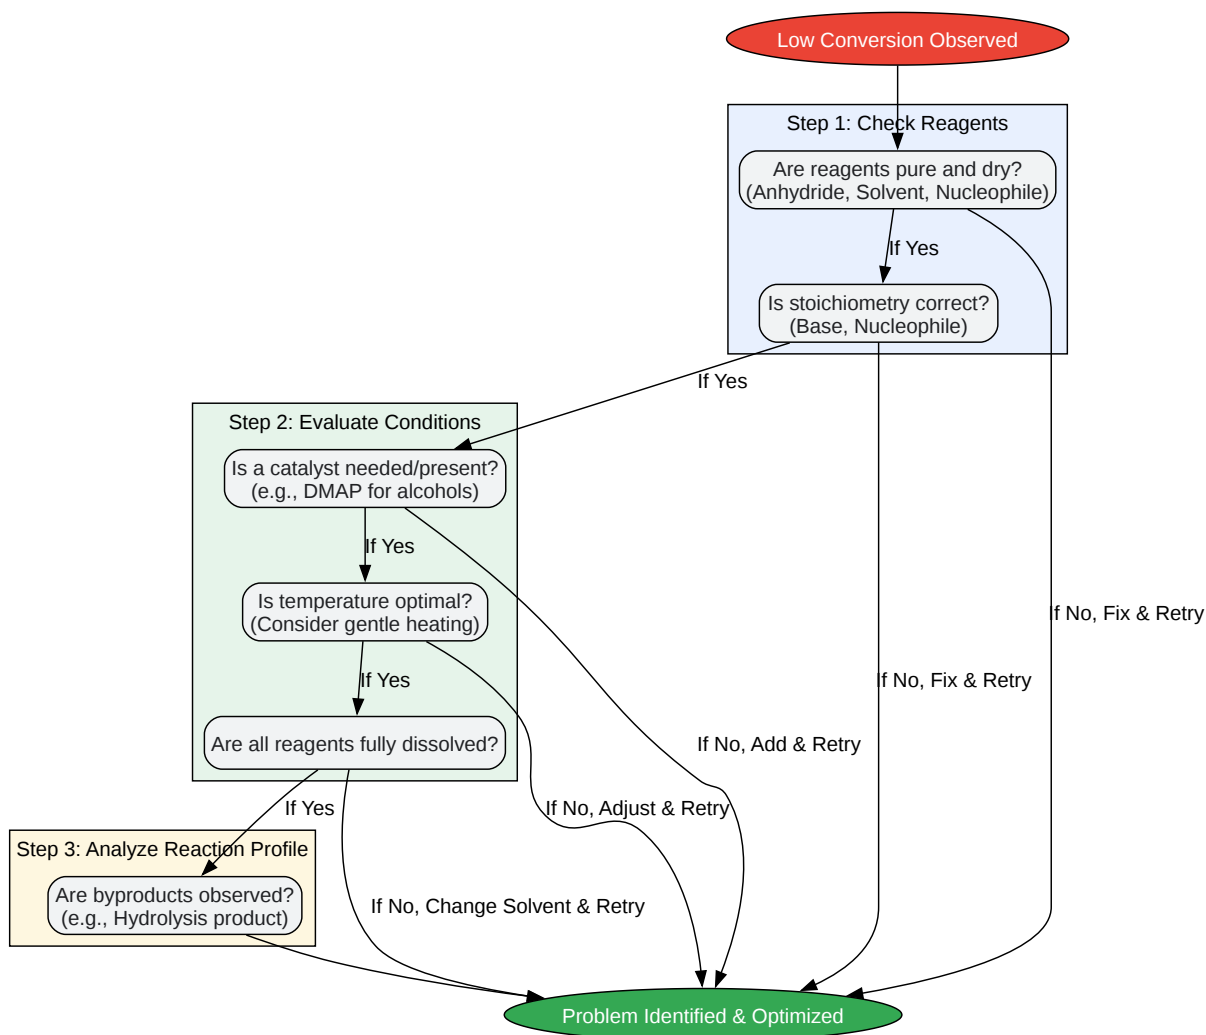 Low Conversion Observed
Step 1: Check Reagents
Are reagents pure and dry?
(Anhydride, Solvent, Nucleophile)
If Yes
Is stoichiometry correct?
(Base, Nucleophile)
If Yes
Step 2: Evaluate Conditions
Is a catalyst needed/present?
(e.g., DMAP for alcohols)
If Yes
Is temperature optimal?
(Consider gentle heating)
If No, Fix & Retry
If Yes
If No, Fix & Retry
Are all reagents fully dissolved?
If No, Add & Retry
If Yes
If No, Adjust & Retry
Step 3: Analyze Reaction Profile
Are byproducts observed?
(e.g., Hydrolysis product)
If No, Change Solvent & Retry
Problem Identified & Optimized